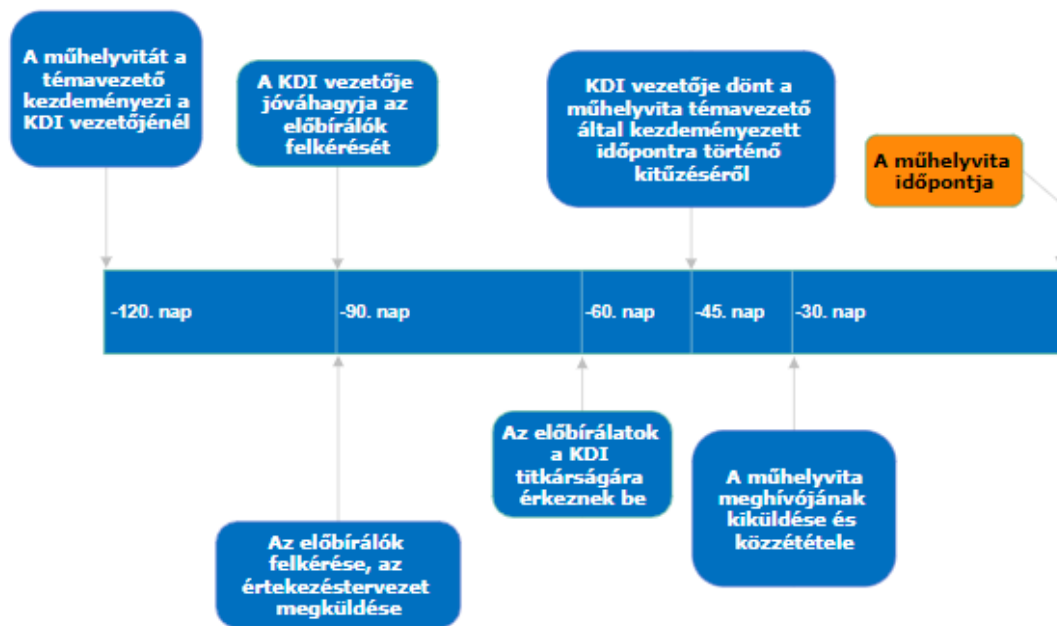 A műhelyvitát a
témavezető
kezdeményezi a
KDI vezetőjénél
A KDI vezetője
jóváhagyja az
előbírálók
felkérését
KDI vezetője dönt a
műhelyvita témavezető
által kezdeményezett
időpontra történő
kitűzéséről
A műhelyvita
időpontja
-120. nap
-90. nap
-60. nap
-45. nap
-30. nap
Az előbírálók
felkérése, az
értekezéstervezet
megküldése
Az előbírálatok
a KDI
titkárságára
érkeznek be
A műhelyvita
meghívójának
kiküldése és
közzététele